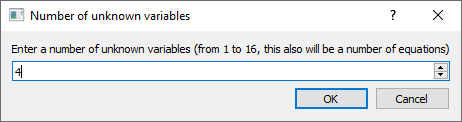 Number of unknown variables
Enter a number of unknown variables (from 1 to 16, this also will be a number of equations)
4
OK Cancel